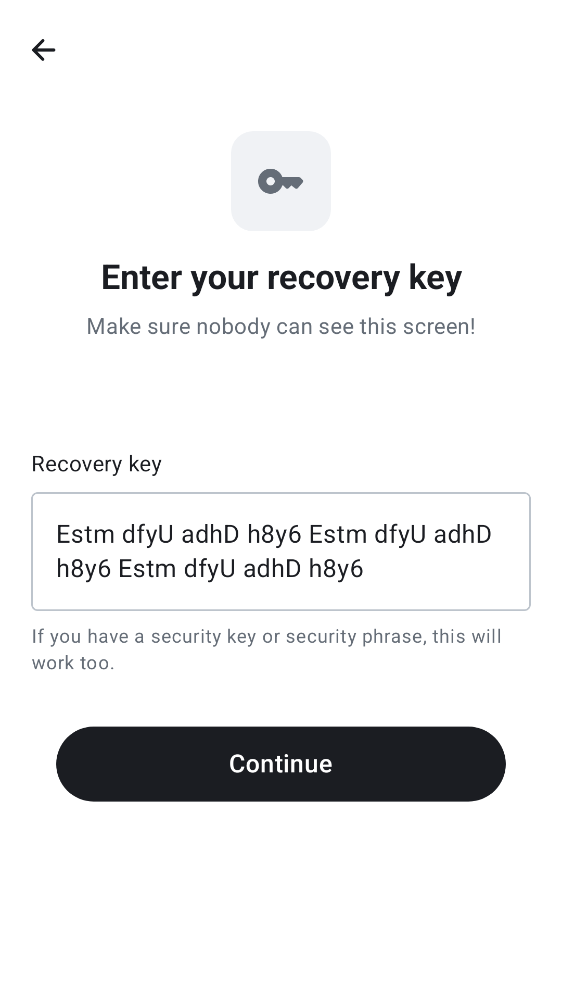 Enter your recovery key
Make sure nobody can see this screen!
Recovery key
Estm dfyU adhD h8y6 Estm dfyU adhD
h8y6 Estm dfyU adhD h8y6
If you have a security key or security phrase, this will
work too.
Continue